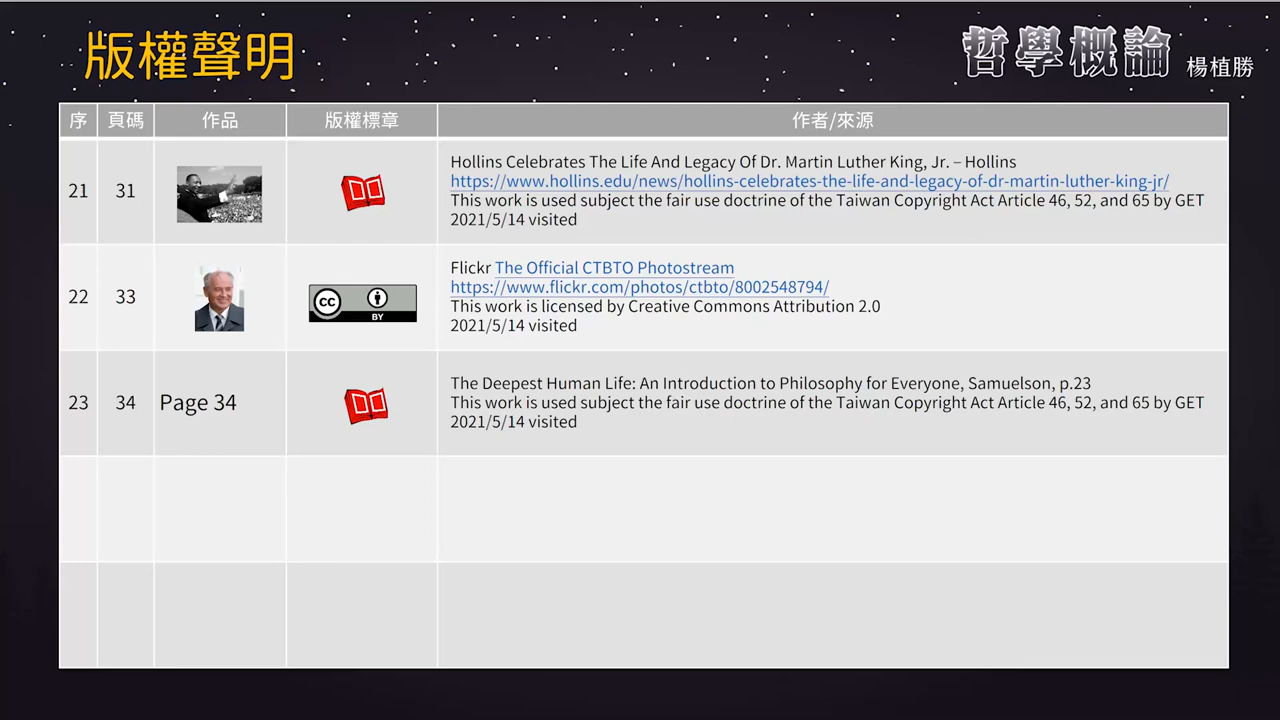 版權聲明
哲學概論 楊植勝
序 頁碼 作品 版權標章 作者/來源
21 31
Hollins Celebrates The Life And Legacy Of Dr. Martin Luther King, Jr. – Hollins
https://www.hollins.edu/news/hollins-celebrates-the-life-and-legacy-of-dr-martin-luther-king-jr/
This work is used subject the fair use doctrine of the Taiwan Copyright Act Article 46, 52, and 65 by GET
2021/5/14 visited
22 33
cc BY
Flickr The Official CTBTO Photostream
https://www.flickr.com/photos/ctbto/8002548794/
This work is licensed by Creative Commons Attribution 2.0
2021/5/14 visited
23 34 Page 34
The Deepest Human Life: An Introduction to Philosophy for Everyone, Samuelson, p.23
This work is used subject the fair use doctrine of the Taiwan Copyright Act Article 46, 52, and 65 by GET
2021/5/14 visited